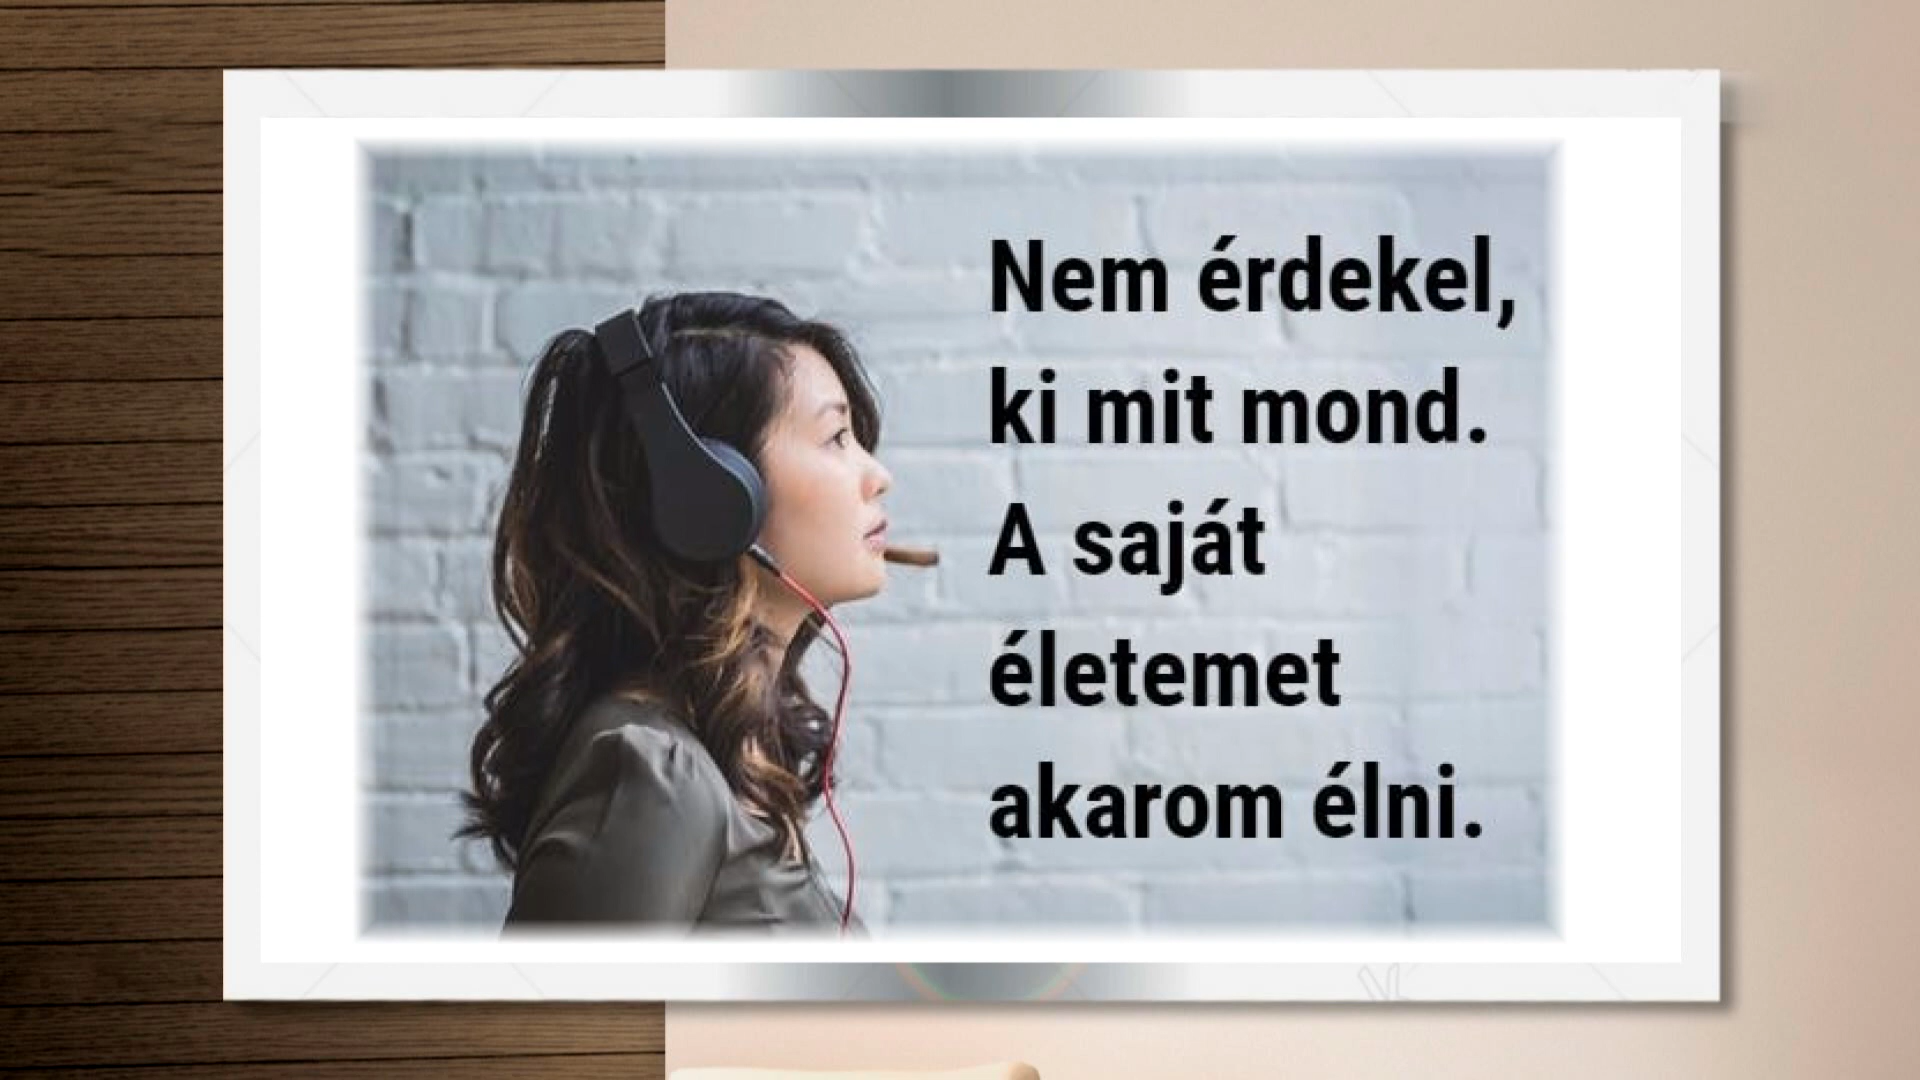 Nem érdekel,
ki mit mond.
A saját
életemet
akarom élni.